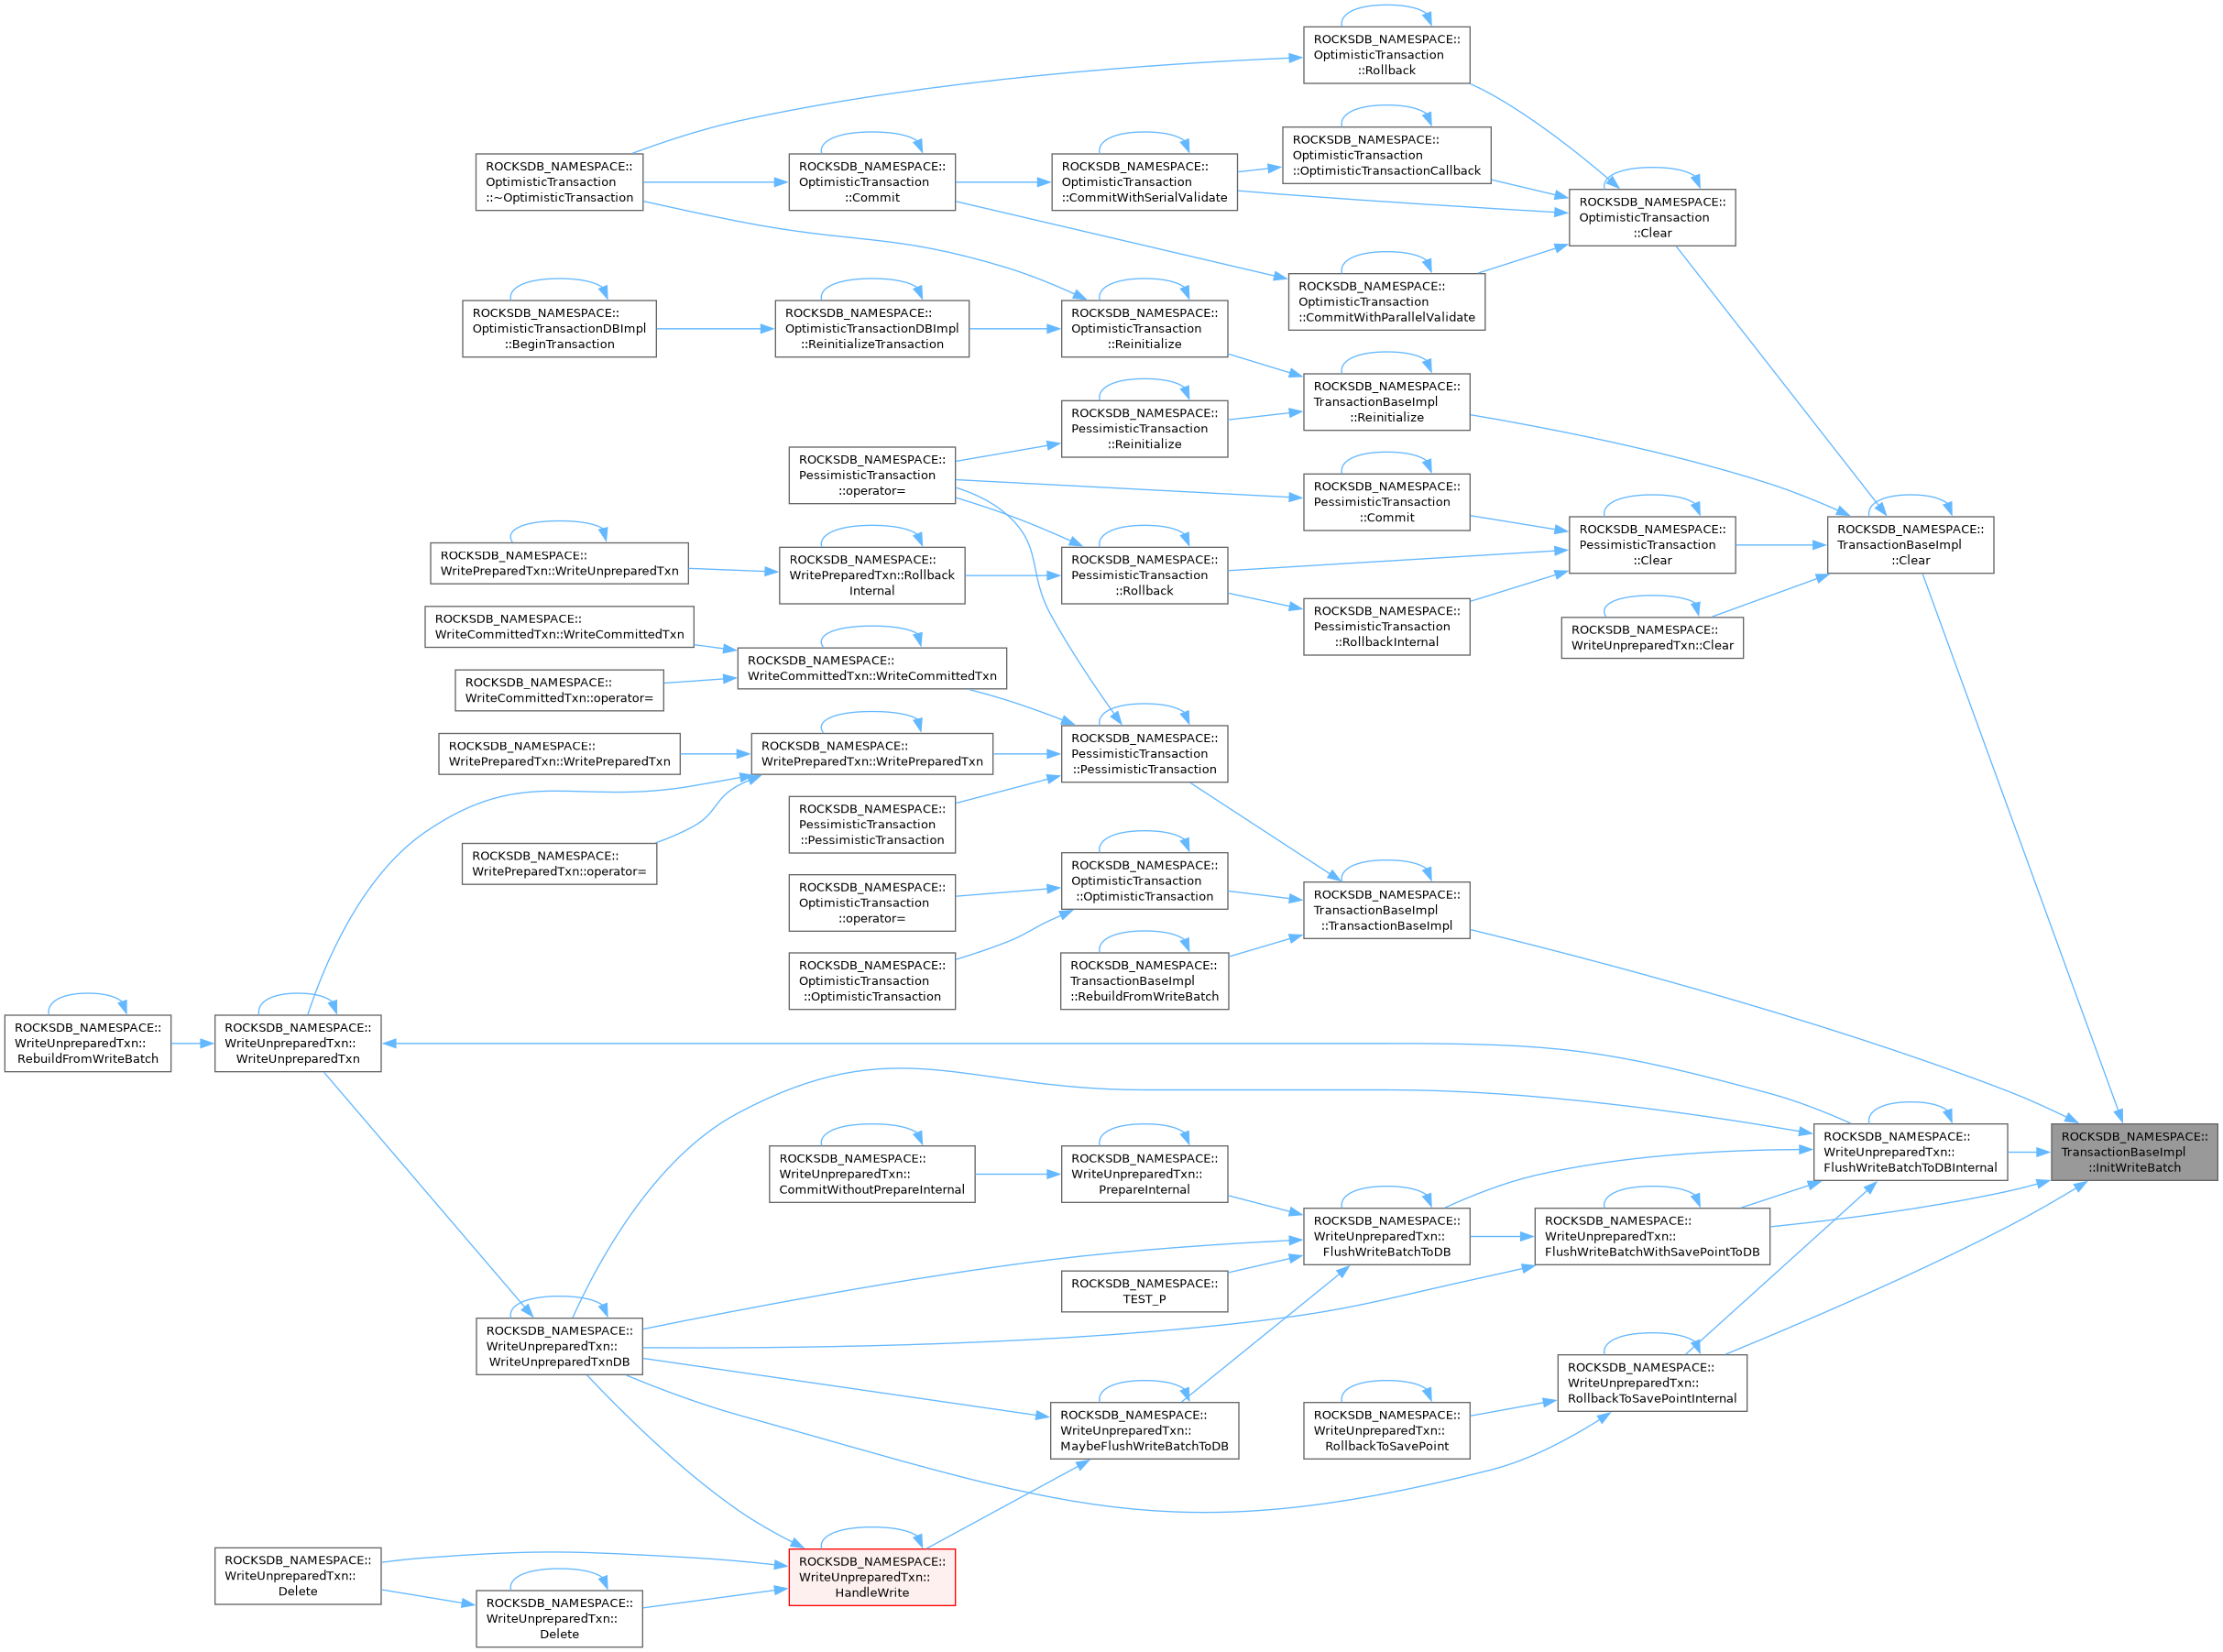 ROCKSDB_NAMESPACE::
OptimisticTransaction
::Rollback
ROCKSDB_NAMESPACE::
OptimisticTransaction
::OptimisticTransactionCallback
ROCKSDB_NAMESPACE::
OptimisticTransaction
::~OptimisticTransaction
ROCKSDB_NAMESPACE::
OptimisticTransaction
::Commit
ROCKSDB_NAMESPACE::
OptimisticTransaction
::CommitWithSerialValidate
ROCKSDB_NAMESPACE::
OptimisticTransaction
::Clear
ROCKSDB_NAMESPACE::
OptimisticTransaction
::CommitWithParallelValidate
ROCKSDB_NAMESPACE::
OptimisticTransactionDBImpl
::BeginTransaction
ROCKSDB_NAMESPACE::
OptimisticTransactionDBImpl
::ReinitializeTransaction
ROCKSDB_NAMESPACE::
OptimisticTransaction
::Reinitialize
ROCKSDB_NAMESPACE::
TransactionBaseImpl
::Reinitialize
ROCKSDB_NAMESPACE::
PessimisticTransaction
::Reinitialize
ROCKSDB_NAMESPACE::
PessimisticTransaction
::operator=
ROCKSDB_NAMESPACE::
PessimisticTransaction
::Commit
ROCKSDB_NAMESPACE::
PessimisticTransaction
::Clear
ROCKSDB_NAMESPACE::
TransactionBaseImpl
::Clear
ROCKSDB_NAMESPACE::
WritePreparedTxn::WriteUnpreparedTxn
ROCKSDB_NAMESPACE::
WritePreparedTxn::Rollback
Internal
ROCKSDB_NAMESPACE::
PessimisticTransaction
::Rollback
ROCKSDB_NAMESPACE::
PessimisticTransaction
::RollbackInternal
ROCKSDB_NAMESPACE::
WriteUnpreparedTxn::Clear
ROCKSDB_NAMESPACE::
WriteCommittedTxn::WriteCommittedTxn
ROCKSDB_NAMESPACE::
WriteCommittedTxn::WriteCommittedTxn
ROCKSDB_NAMESPACE::
WriteCommittedTxn::operator=
ROCKSDB_NAMESPACE::
WritePreparedTxn::WritePreparedTxn
ROCKSDB_NAMESPACE::
WritePreparedTxn::WritePreparedTxn
ROCKSDB_NAMESPACE::
PessimisticTransaction
::PessimisticTransaction
ROCKSDB_NAMESPACE::
PessimisticTransaction
::PessimisticTransaction
ROCKSDB_NAMESPACE::
WritePreparedTxn::operator=
ROCKSDB_NAMESPACE::
OptimisticTransaction
::operator=
ROCKSDB_NAMESPACE::
OptimisticTransaction
::OptimisticTransaction
ROCKSDB_NAMESPACE::
TransactionBaseImpl
::TransactionBaseImpl
ROCKSDB_NAMESPACE::
OptimisticTransaction
::OptimisticTransaction
ROCKSDB_NAMESPACE::
TransactionBaseImpl
::RebuildFromWriteBatch
ROCKSDB_NAMESPACE::
WriteUnpreparedTxn::
RebuildFromWriteBatch
ROCKSDB_NAMESPACE::
WriteUnpreparedTxn::
WriteUnpreparedTxn
ROCKSDB_NAMESPACE::
WriteUnpreparedTxn::
CommitWithoutPrepareInternal
ROCKSDB_NAMESPACE::
WriteUnpreparedTxn::
PrepareInternal
ROCKSDB_NAMESPACE::
WriteUnpreparedTxn::
FlushWriteBatchToDBInternal
ROCKSDB_NAMESPACE::
TransactionBaseImpl
::InitWriteBatch
ROCKSDB_NAMESPACE::
WriteUnpreparedTxn::
FlushWriteBatchToDB
ROCKSDB_NAMESPACE::
WriteUnpreparedTxn::
FlushWriteBatchWithSavePointToDB
ROCKSDB_NAMESPACE::
TEST_P
ROCKSDB_NAMESPACE::
WriteUnpreparedTxn::
WriteUnpreparedTxnDB
ROCKSDB_NAMESPACE::
WriteUnpreparedTxn::
RollbackToSavePointInternal
ROCKSDB_NAMESPACE::
WriteUnpreparedTxn::
MaybeFlushWriteBatchToDB
ROCKSDB_NAMESPACE::
WriteUnpreparedTxn::
RollbackToSavePoint
ROCKSDB_NAMESPACE::
WriteUnpreparedTxn::
Delete
ROCKSDB_NAMESPACE::
WriteUnpreparedTxn::
HandleWrite
ROCKSDB_NAMESPACE::
WriteUnpreparedTxn::
Delete